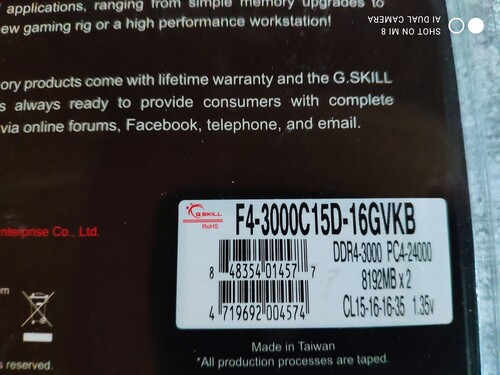 applications, ranging from simple memory upgrades to
new gaming rig or a high performance workstation!
ory products come with lifetime warranty and the G.SKILL
s always ready to provide consumers with complete
via online forums, Facebook, telephone, and email.
Enterprise Co., Ltd.
G.SKILL
RoHS
F4-3000C15D-16GVKB
DDR4-3000 PC4-24000
8192MB x 2
CL15-16-16-35 1.35v
8 48354 01457 7
4 719692 004574
Made in Taiwan
*All production processes are taped.
s reserved.
SHOT ON MI 8
AI DUAL CAMERA